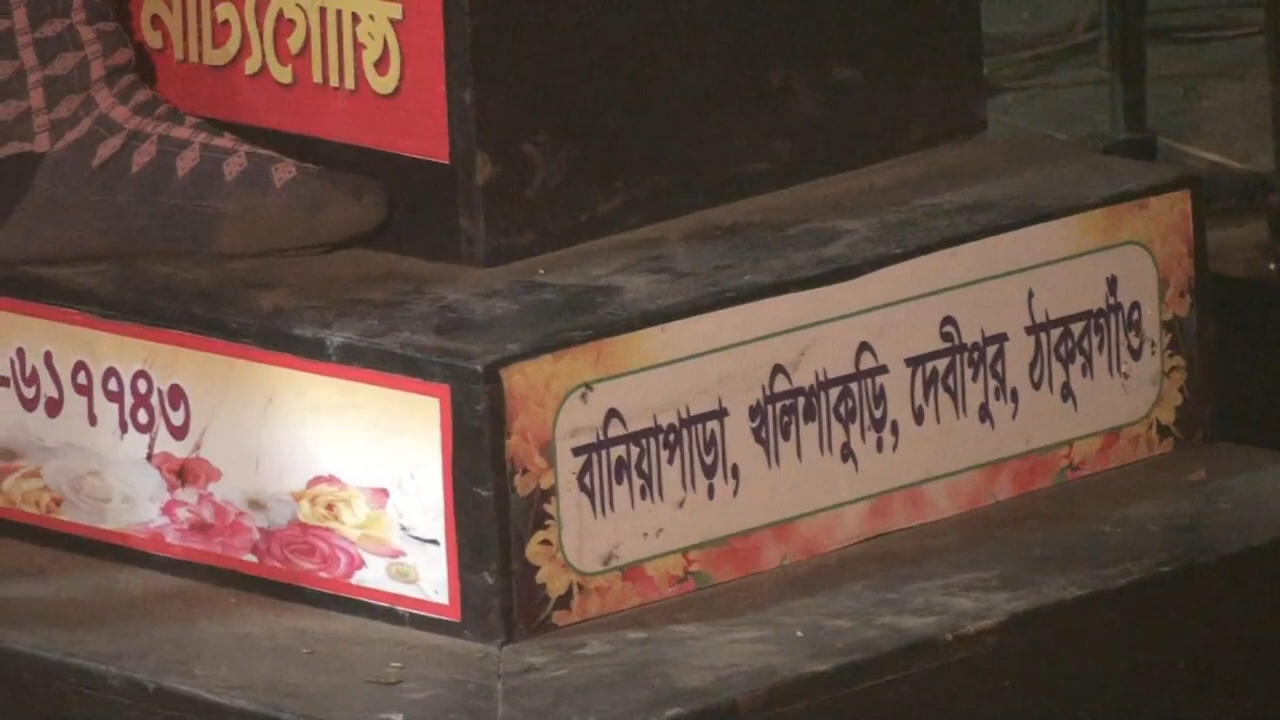 নাট্যগোষ্ঠি
-৬১৭৭৪৩
বানিয়াপাড়া, খলিশাকুড়ি, দেবীপুর, ঠাকুরগাঁও